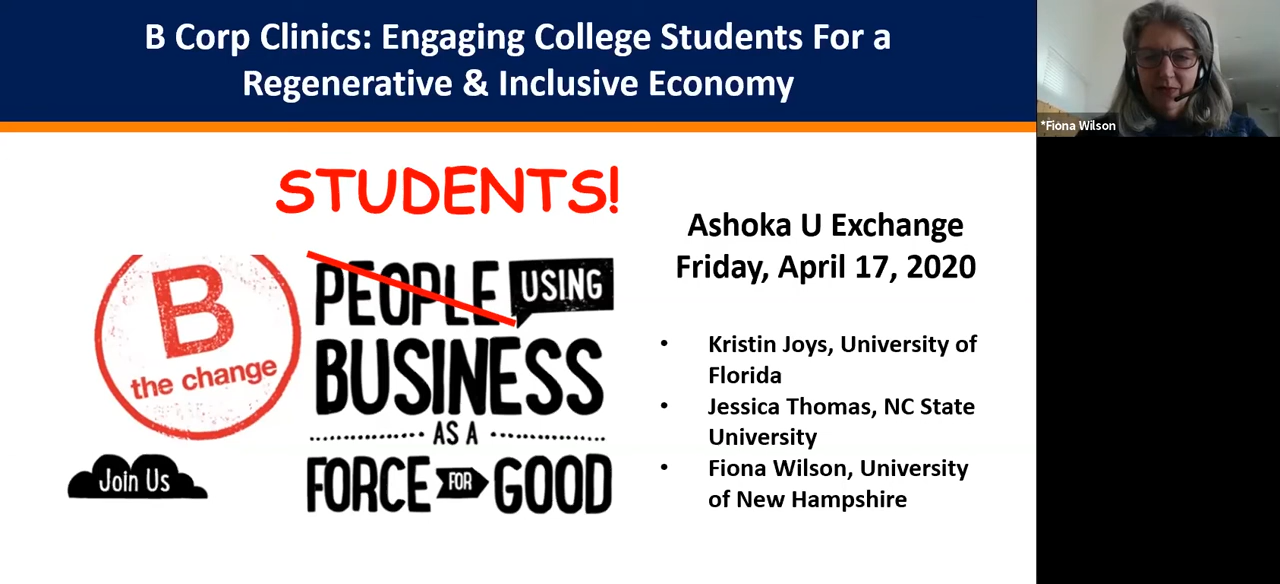 B Corp Clinics: Engaging College Students For a
Regenerative & Inclusive Economy
*Fiona Wilson
STUDENTS!
B
the change
Join Us
PEOPLE USING
BUSINESS
AS A
FORCE FOR GOOD
Ashoka U Exchange
Friday, April 17, 2020
• Kristin Joys, University of
Florida
• Jessica Thomas, NC State
University
• Fiona Wilson, University
of New Hampshire